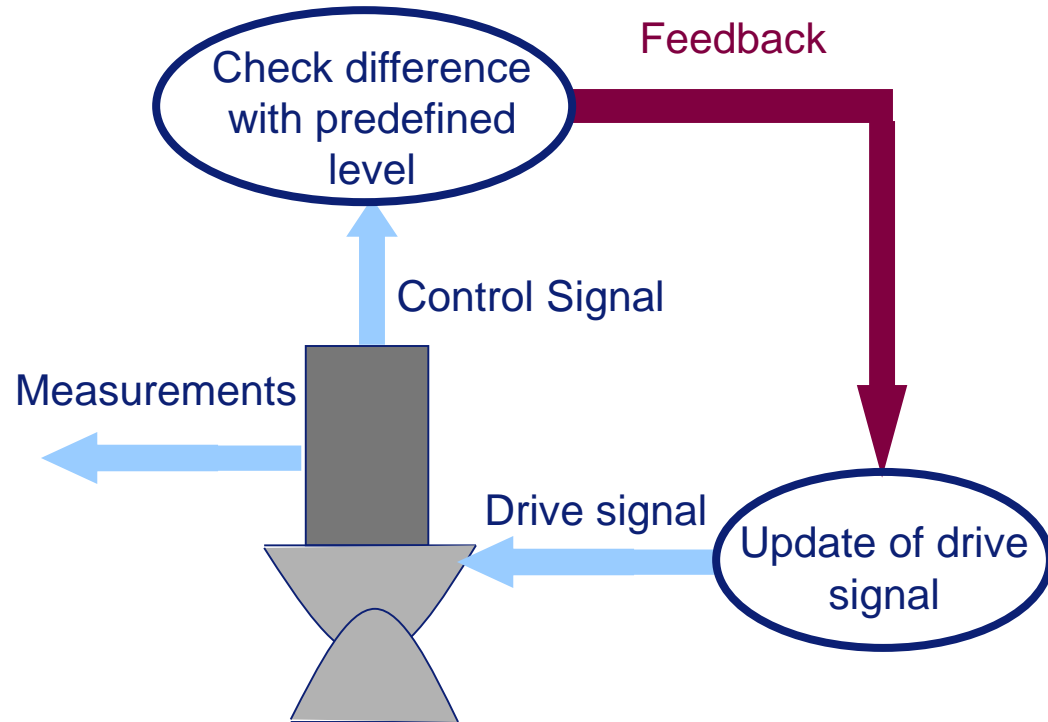 Feedback
Check difference
with predefined
level
Control Signal
Measurements
Drive signal
Update of drive
signal